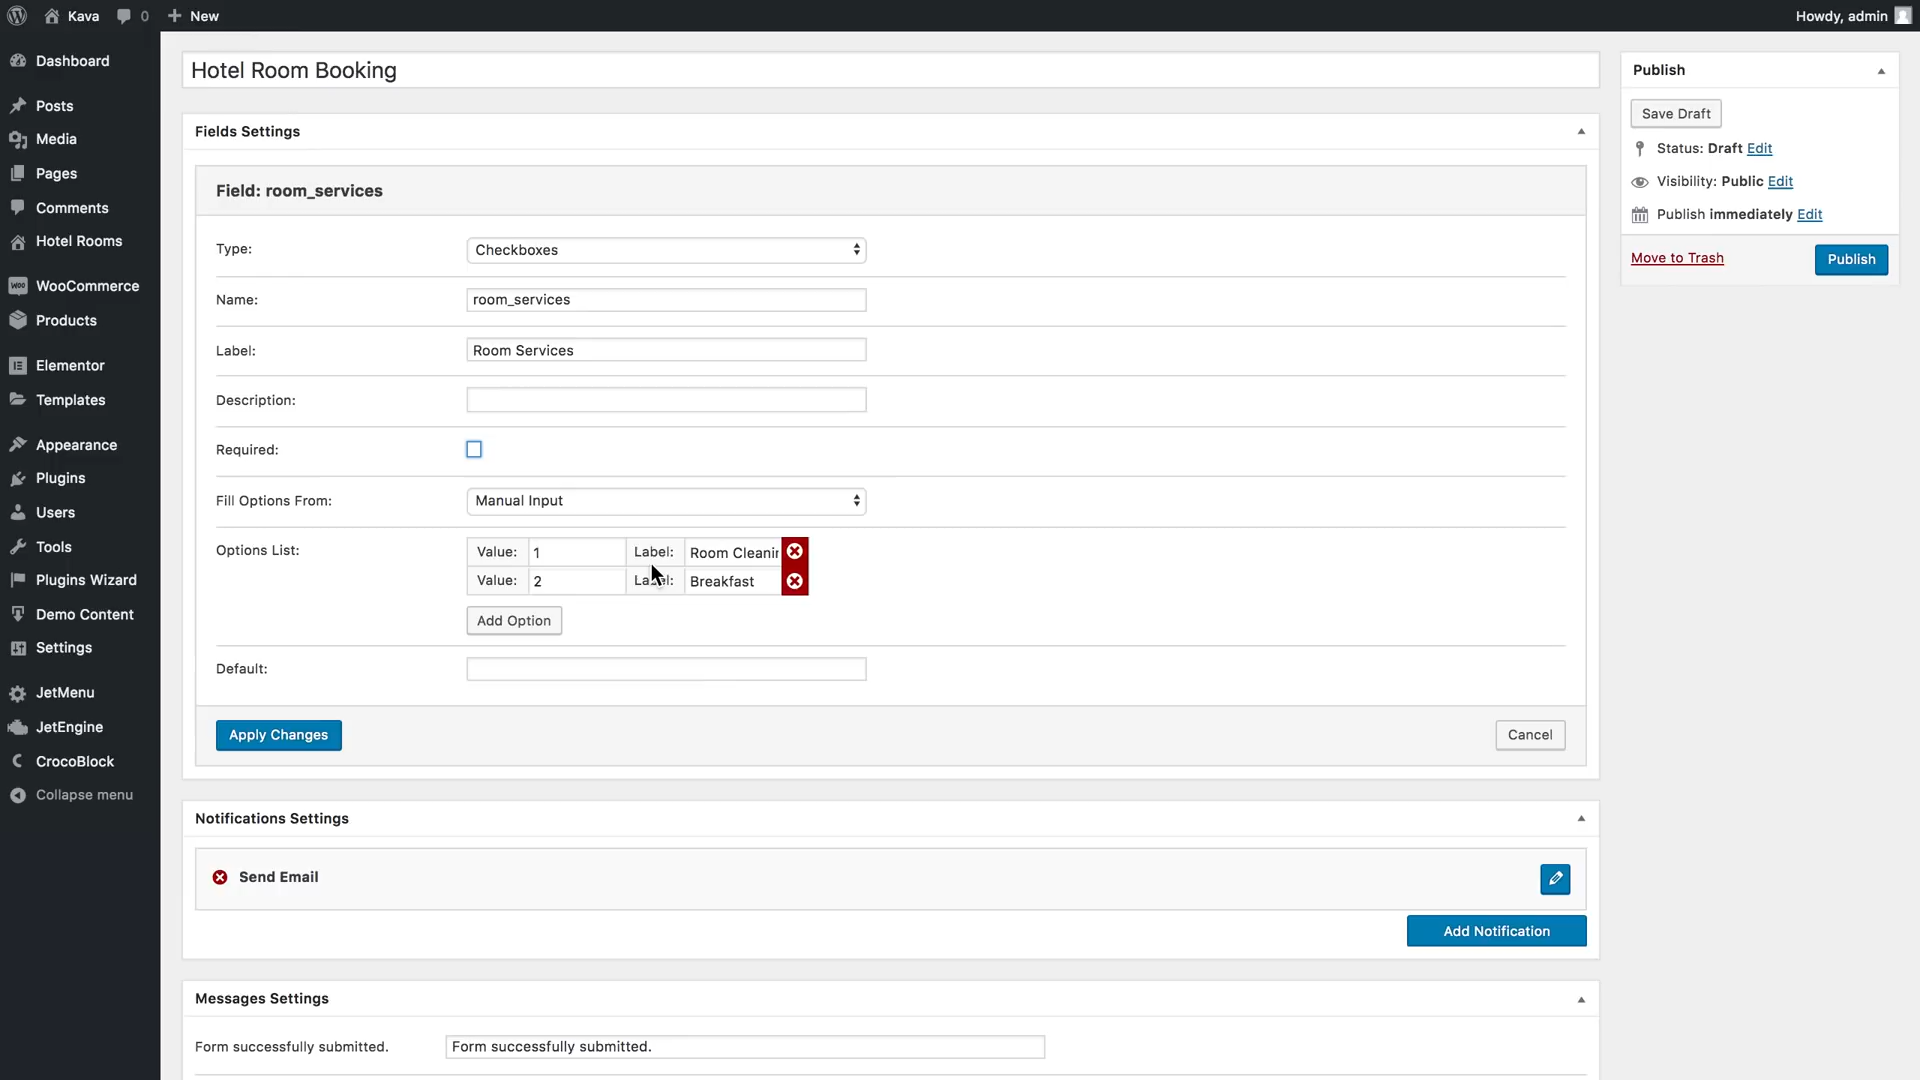 Kava 0 New Howdy, admin
Dashboard
Posts
Media
Pages
Comments
Hotel Rooms
WooCommerce
Products
Elementor
Templates
Appearance
Plugins
Users
Tools
Plugins Wizard
Demo Content
Settings
JetMenu
JetEngine
CrocoBlock
Collapse menu
Hotel Room Booking
Fields Settings
Field: room_services
Type: Checkboxes
Name: room_services
Label: Room Services
Description:
Required:
Fill Options From: Manual Input
Options List: Value: 1 Label: Room Cleanin
Value: 2 Label: Breakfast
Add Option
Default:
Apply Changes Cancel
Notifications Settings
Send Email
Add Notification
Messages Settings
Form successfully submitted. Form successfully submitted.
Publish
Save Draft
Status: Draft Edit
Visibility: Public Edit
Publish immediately Edit
Move to Trash Publish